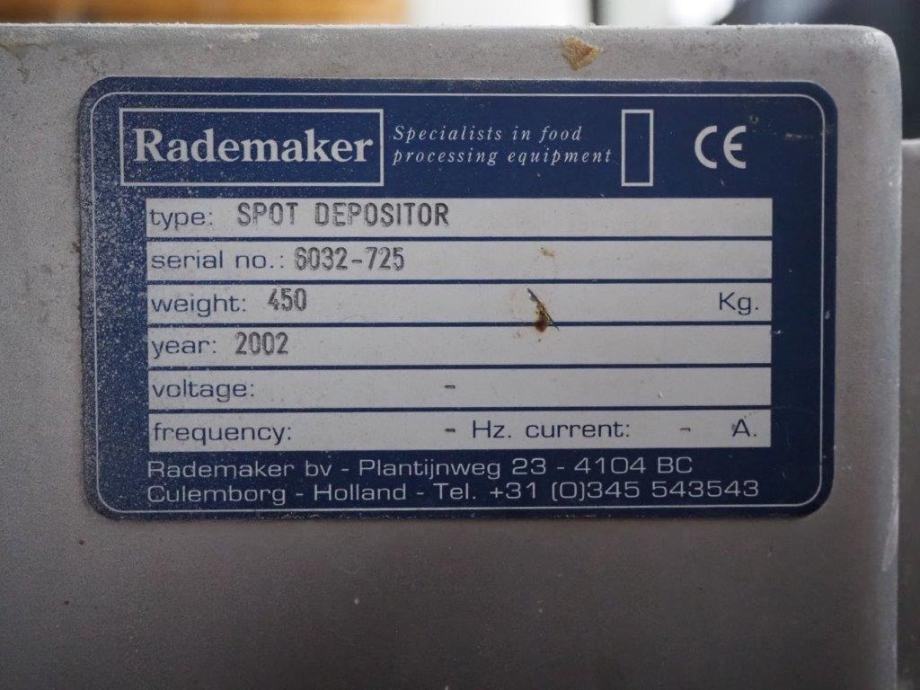 Rademaker
Specialists in food
processing equipment
CE
type: SPOT DEPOSITOR
serial no.: 6032-725
weight: 450 Kg.
year: 2002
voltage: -
frequency: - Hz. current: - A.
Rademaker bv - Plantijnweg 23 - 4104 BC
Culemborg - Holland - Tel. +31 (0)345 543543